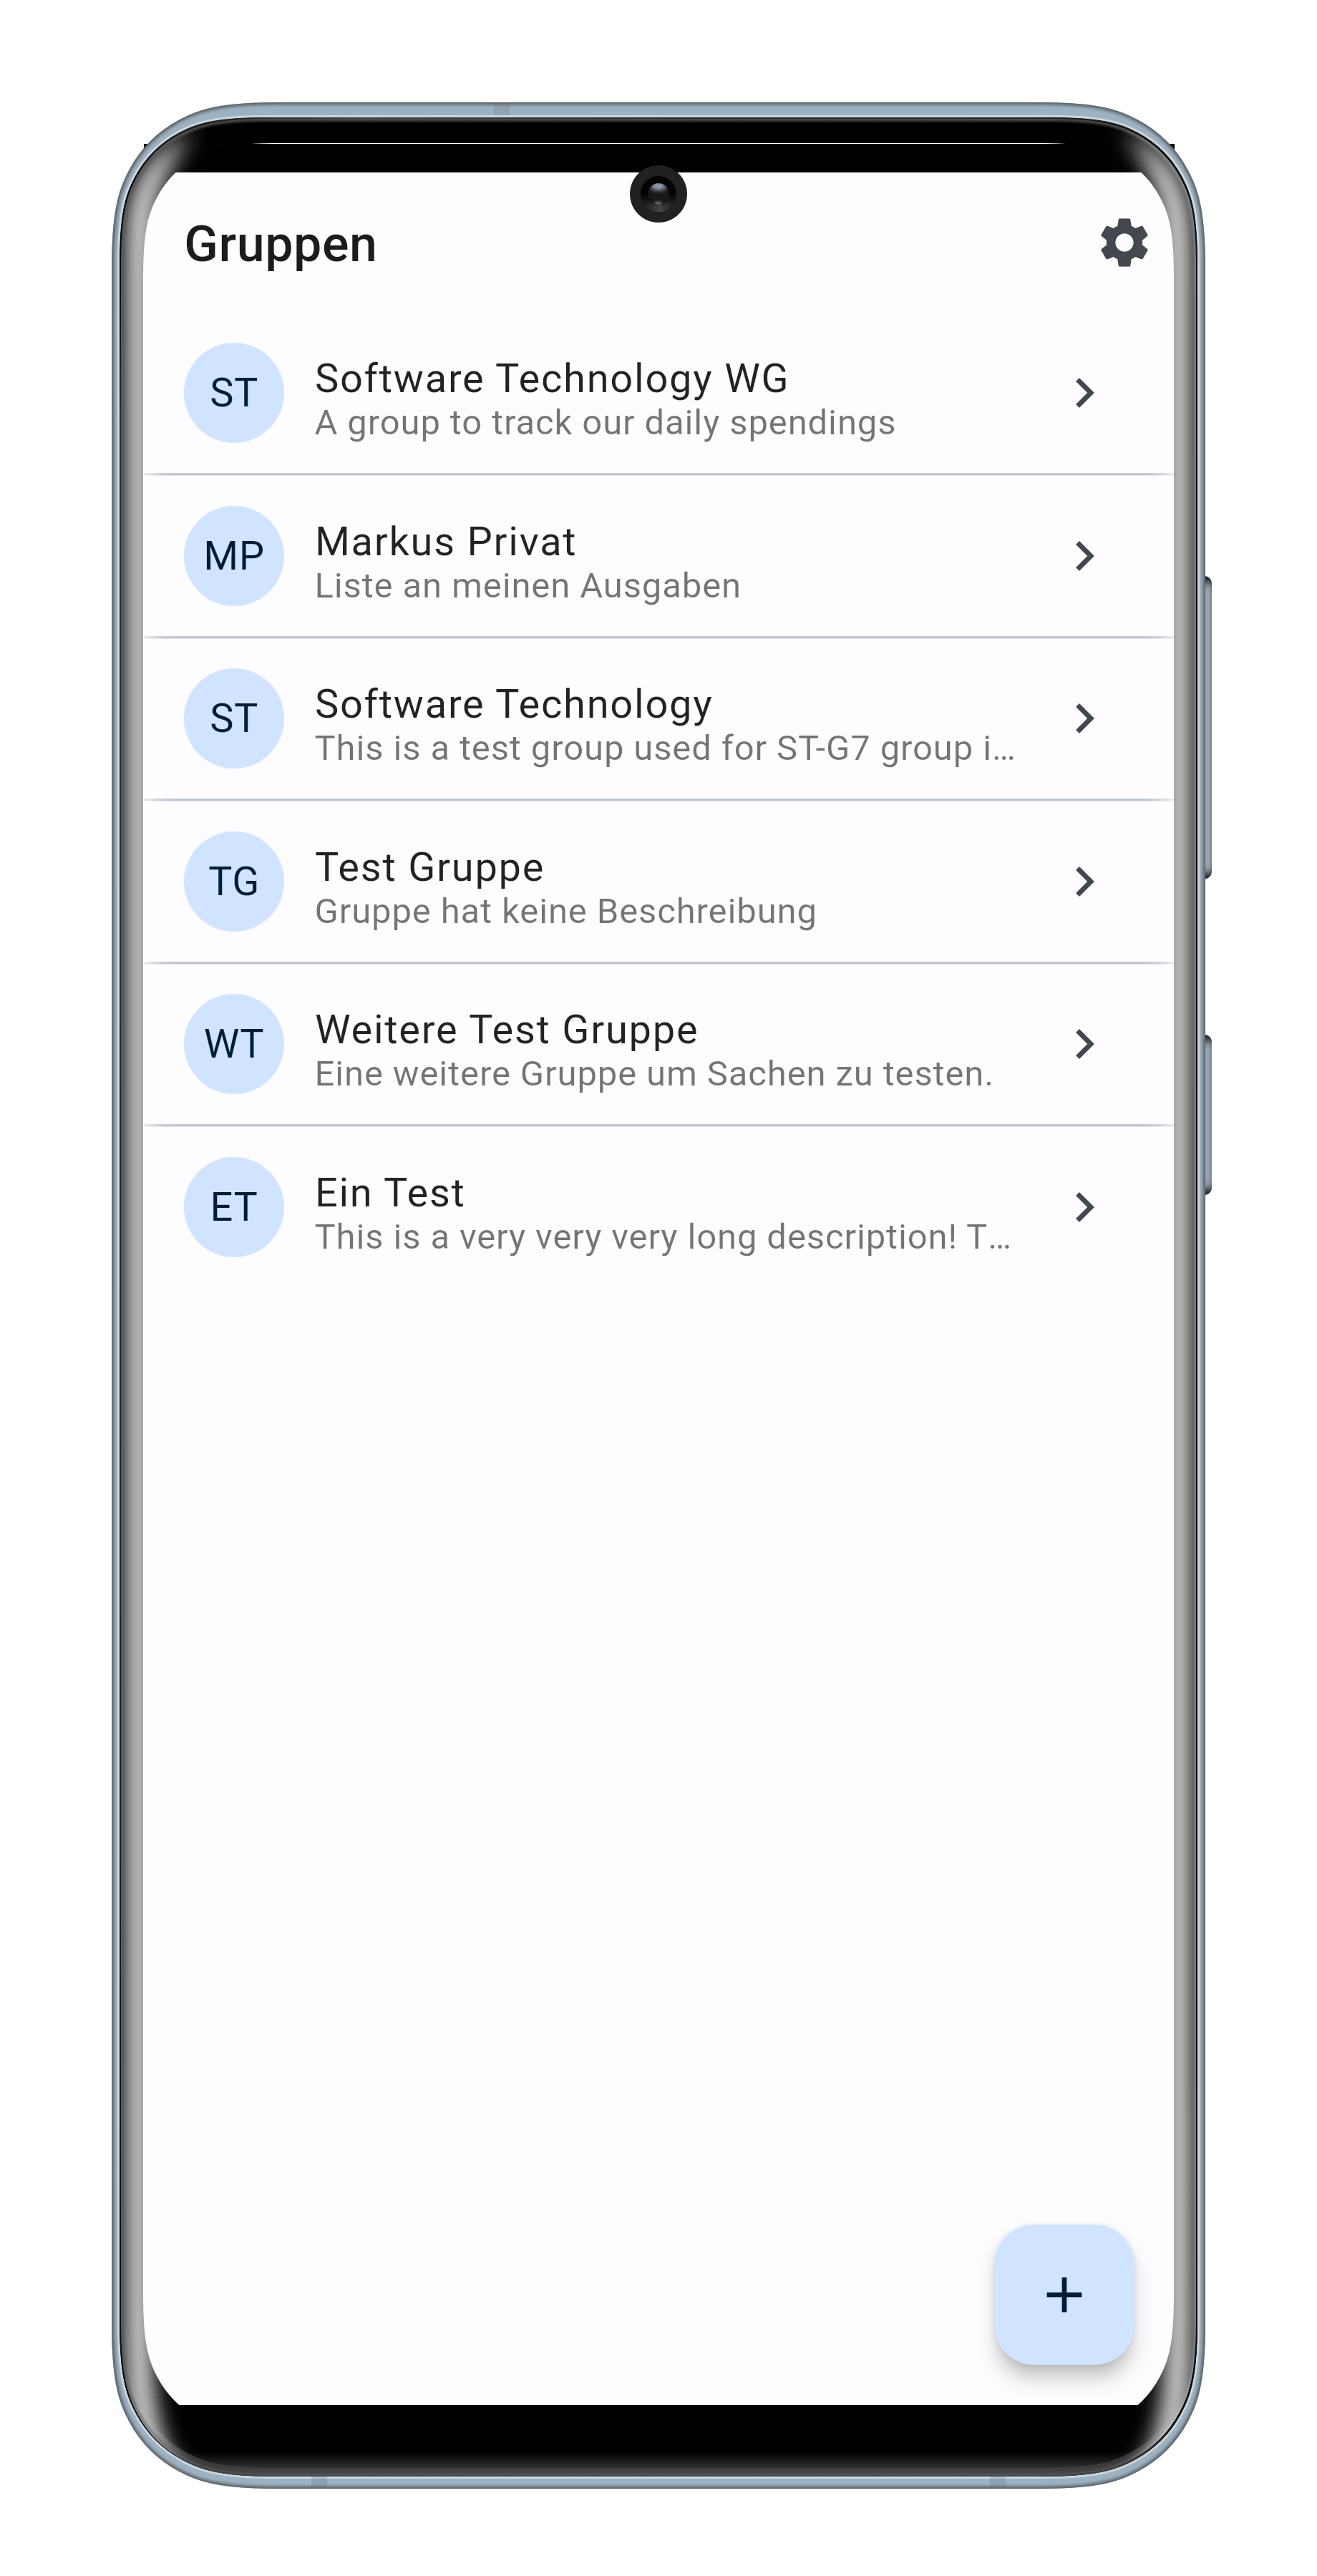 Gruppen
ST
Software Technology WG
A group to track our daily spendings
MP
Markus Privat
Liste an meinen Ausgaben
ST
Software Technology
This is a test group used for ST-G7 group i...
TG
Test Gruppe
Gruppe hat keine Beschreibung
WT
Weitere Test Gruppe
Eine weitere Gruppe um Sachen zu testen.
ET
Ein Test
This is a very very very long description! T...
+